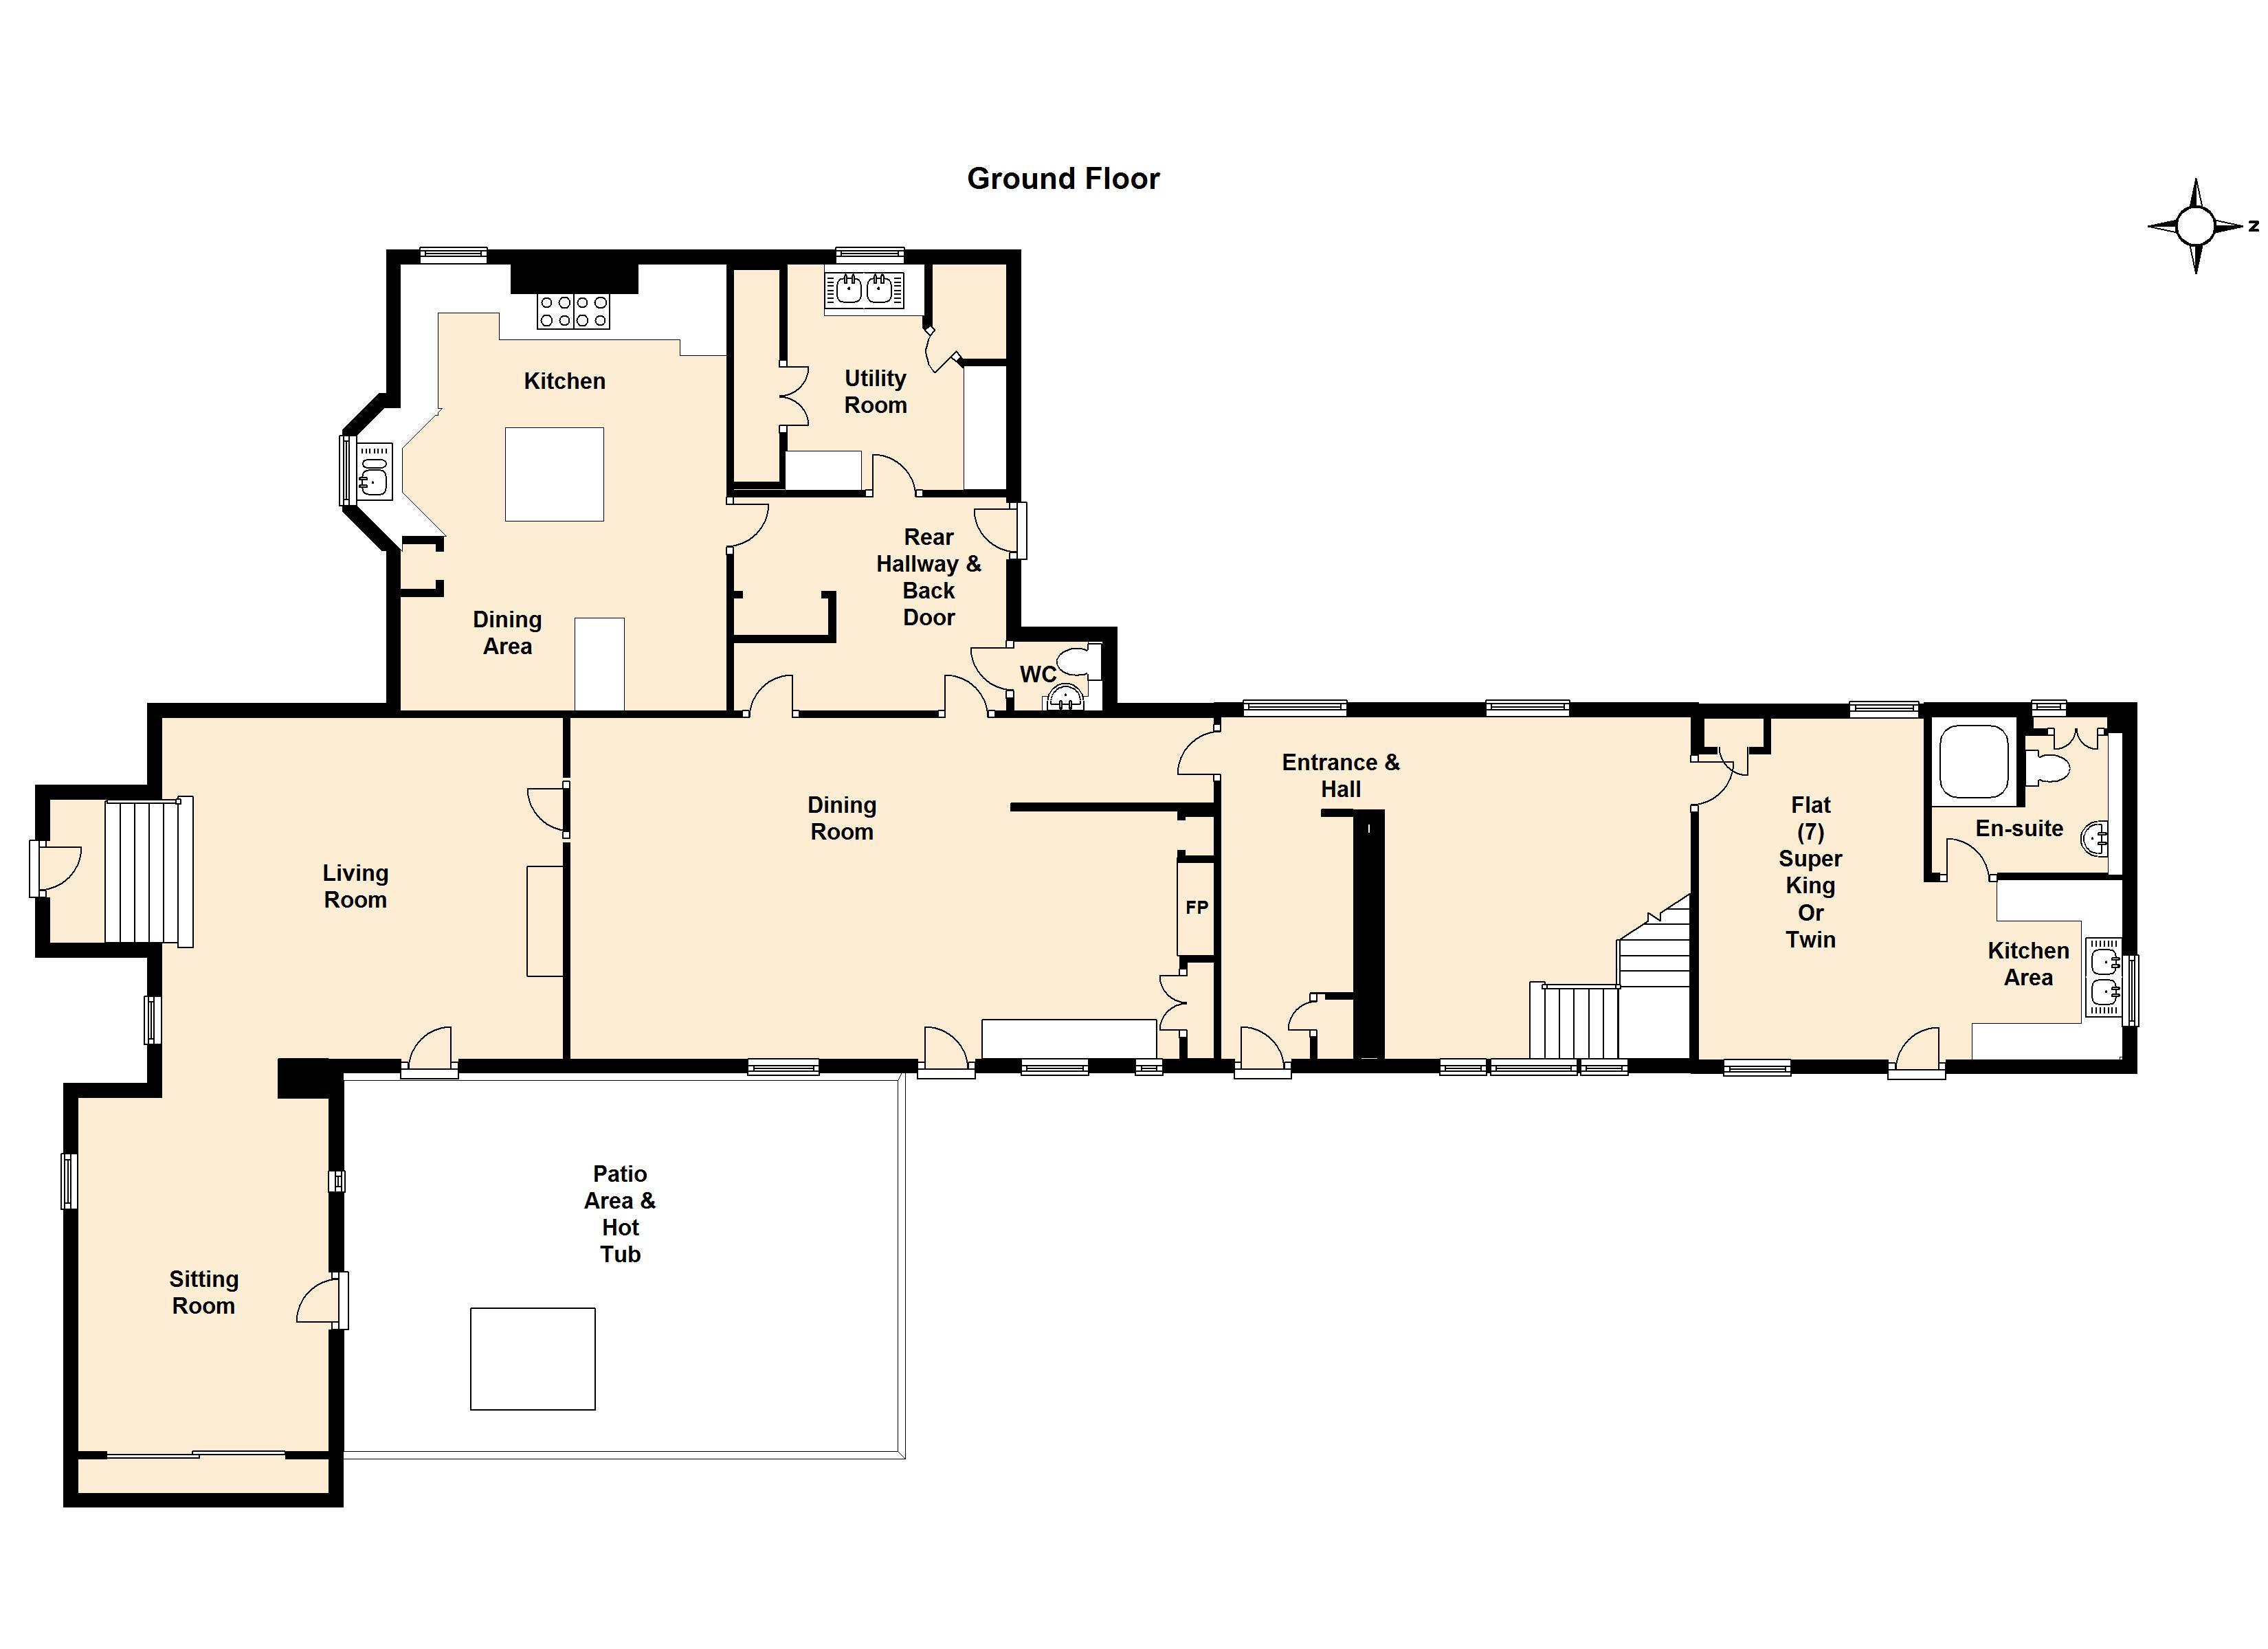 Ground Floor
N
Kitchen
Utility
Room
Rear
Hallway &
Back
Door
Dining
Area
WC
Entrance &
Hall
Dining
Room
Flat
(7)
Super
King
Or
Twin
En-suite
Living
Room
FP
Kitchen
Area
Patio
Area &
Hot
Tub
Sitting
Room